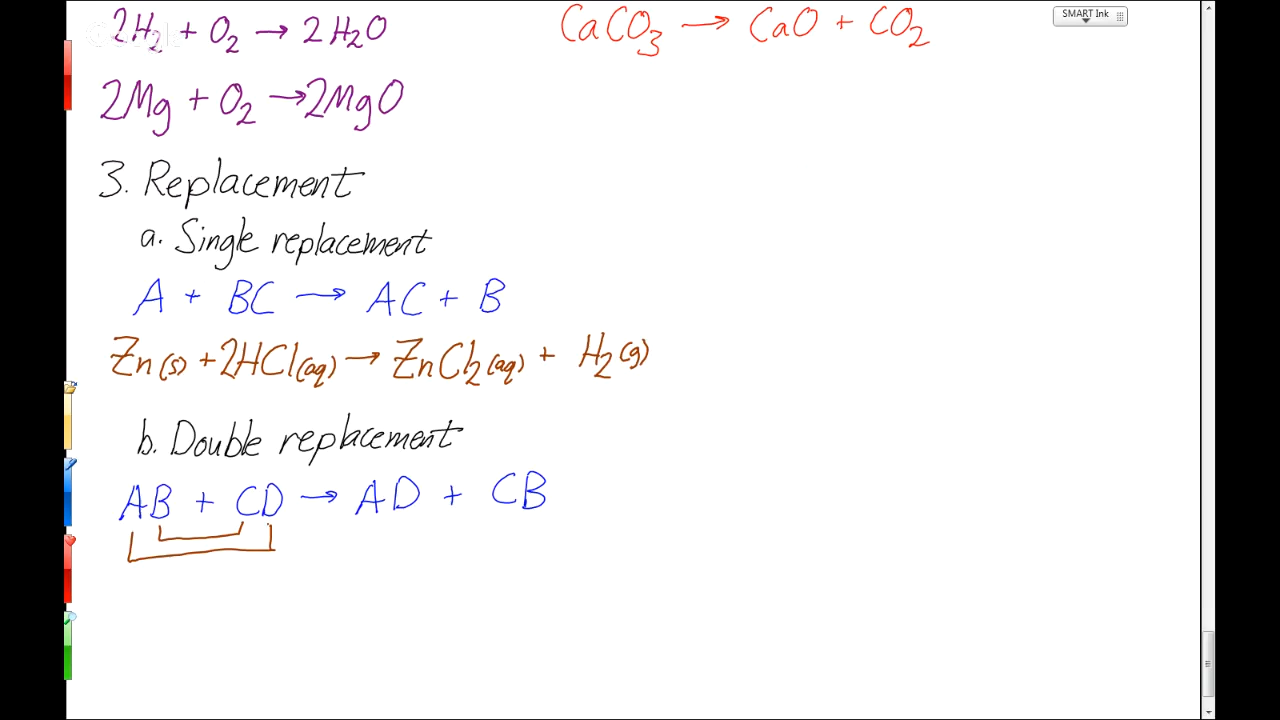 2H₂ + O₂ → 2H₂O
CaCO₃ → CaO + CO₂
SMART Ink
2Mg + O₂ → 2MgO
3. Replacement
a. Single replacement
A + BC → AC + B
Zn(s) + 2HCl(aq) → ZnCl₂(aq) + H₂(g)
b. Double replacement
AB + CD → AD + CB